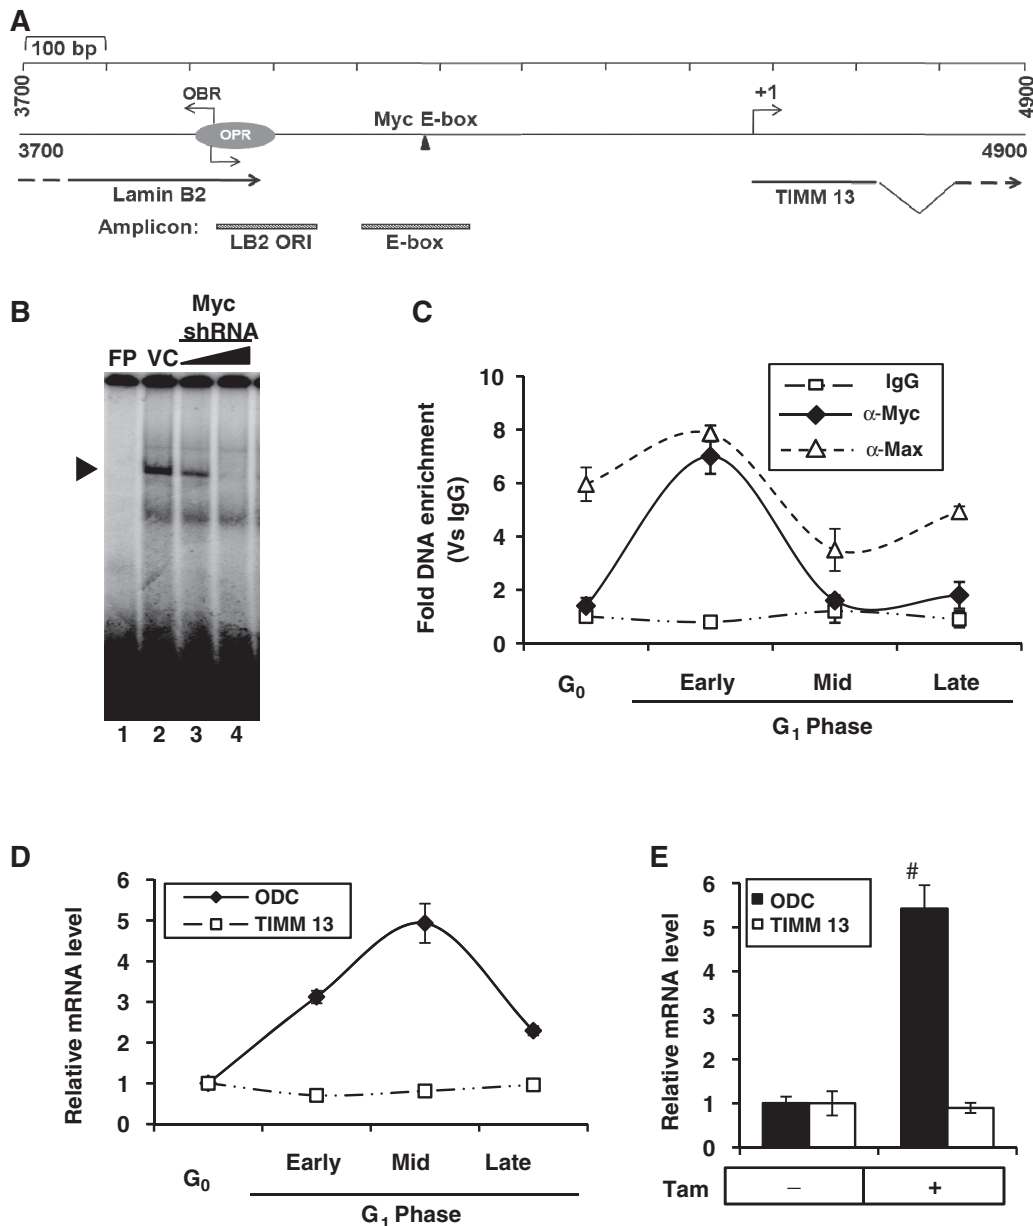 A
100 bp
3700
4900
OBR
+1
OPR
Myc E-box
3700
4900
Lamin B2
TIMM 13
Amplicon:
LB2 ORI
E-box
B
Myc
shRNA
FP VC
1 2 3 4
C
IgG
α-Myc
α-Max
Fold DNA enrichment
(Vs IgG)
10
8
6
4
2
0
G0
Early
Mid
Late
G1 Phase
D
ODC
TIMM 13
Relative mRNA level
6
5
4
3
2
1
0
G0
Early
Mid
Late
G1 Phase
E
ODC
TIMM 13
#
Relative mRNA level
6
5
4
3
2
1
0
Tam
– +